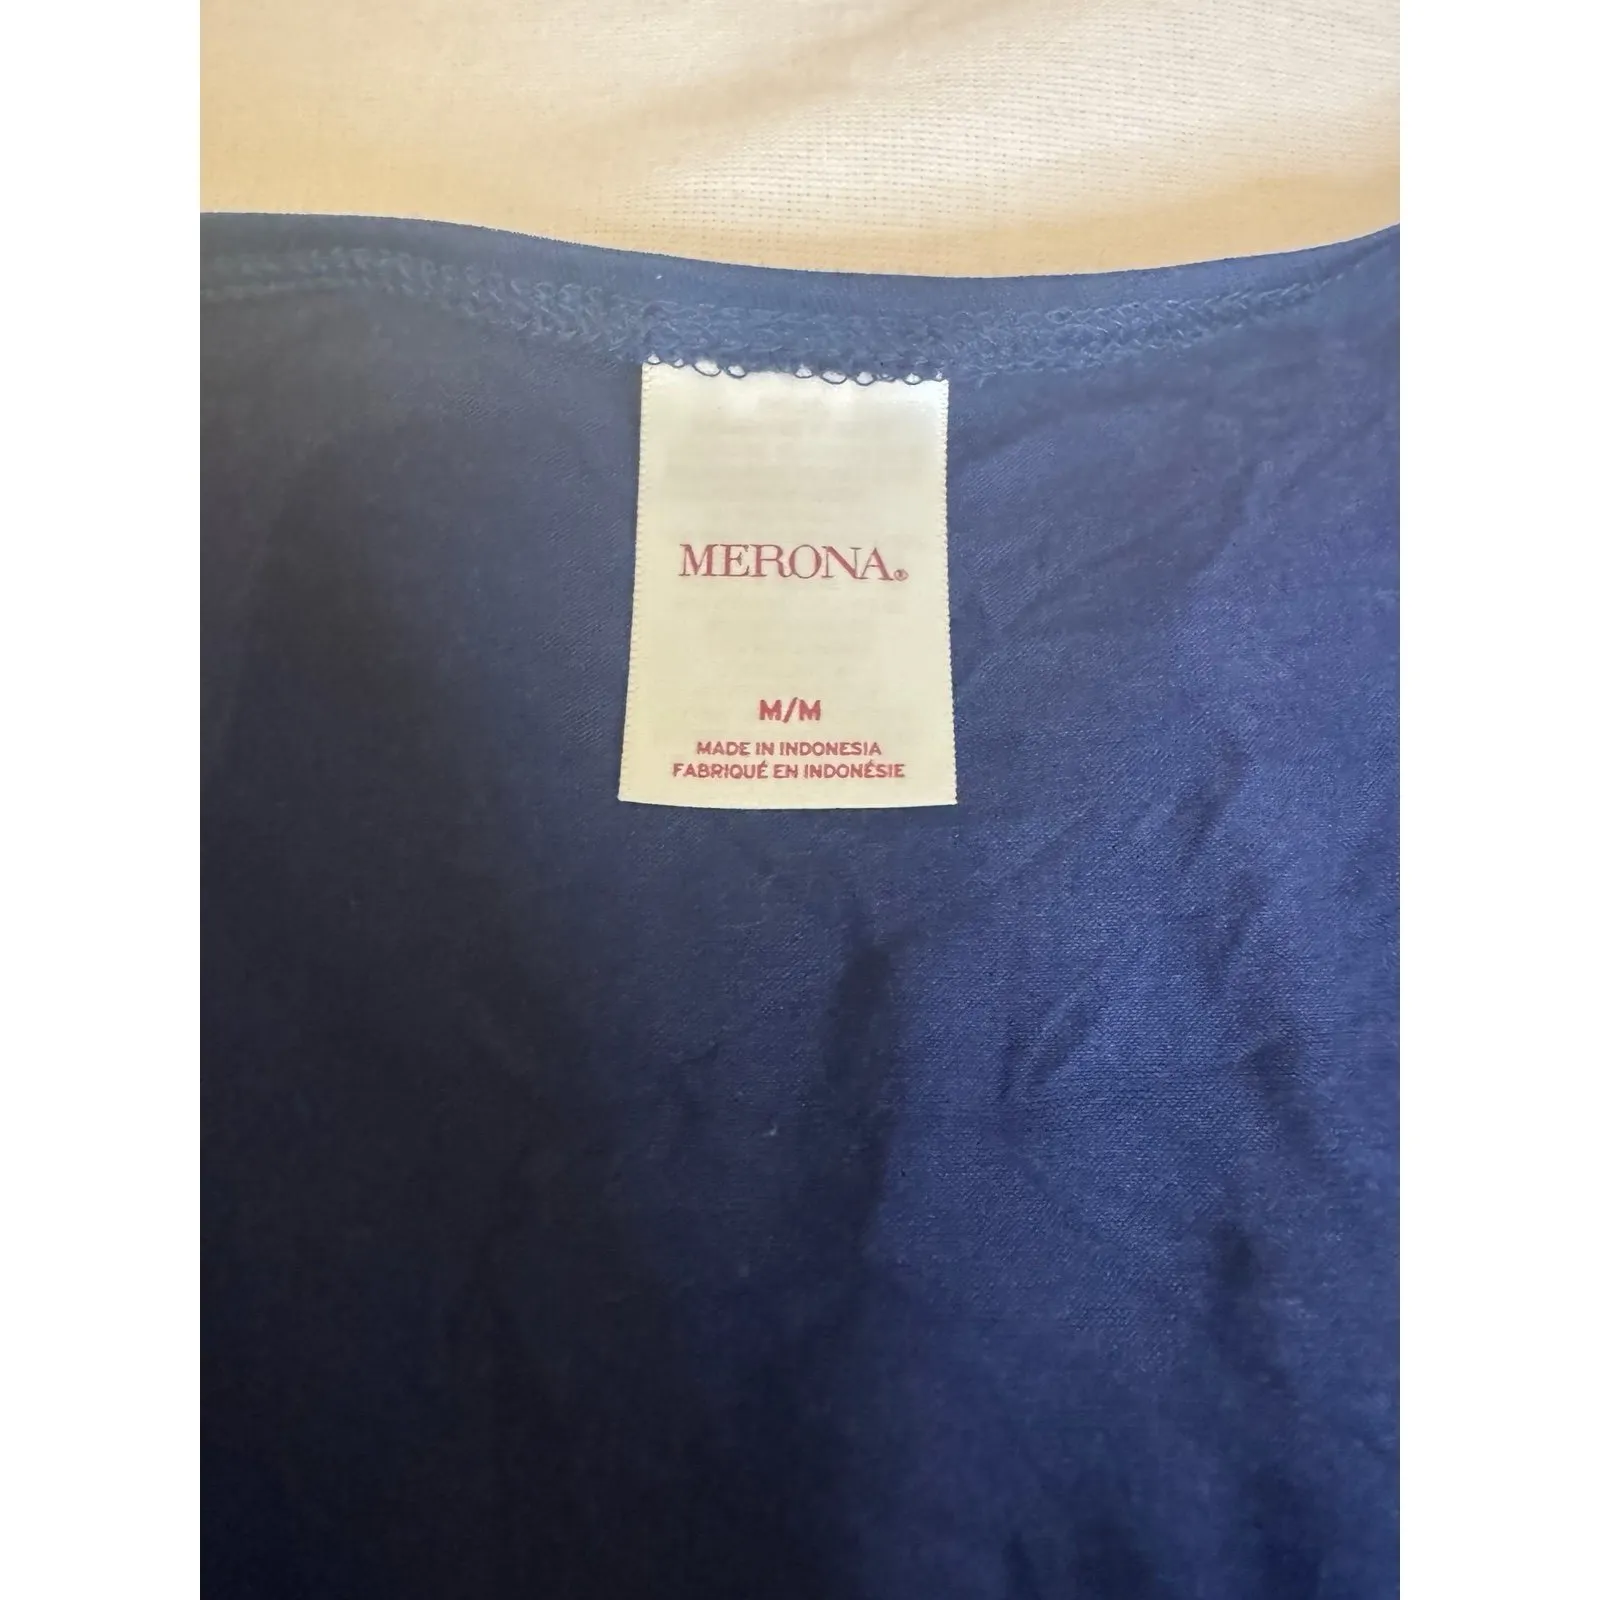 MERONA®
M/M
MADE IN INDONESIA
FABRIQUÉ EN INDONÉSIE